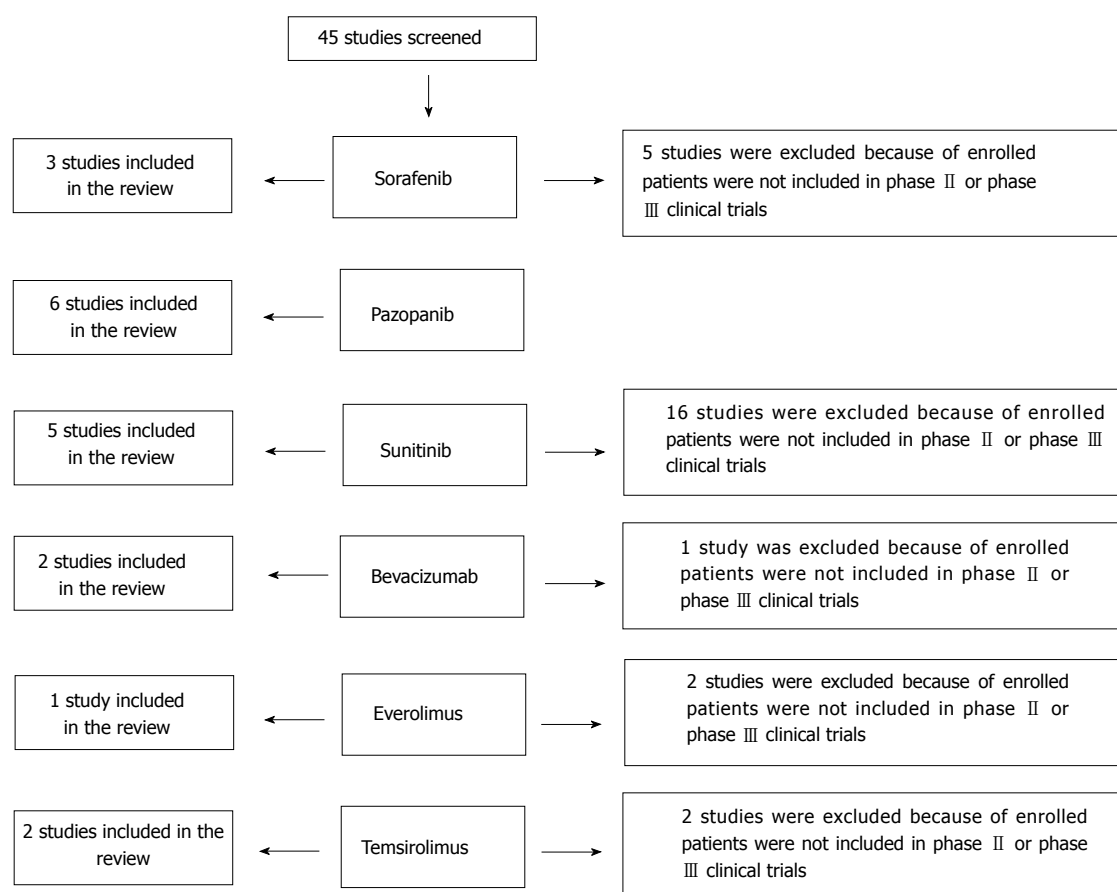 45 studies screened
3 studies included
in the review
Sorafenib
5 studies were excluded because of enrolled
patients were not included in phase Ⅱ or phase
Ⅲ clinical trials
6 studies included
in the review
Pazopanib
5 studies included
in the review
Sunitinib
16 studies were excluded because of enrolled
patients were not included in phase Ⅱ or phase Ⅲ
clinical trials
2 studies included
in the review
Bevacizumab
1 study was excluded because of enrolled
patients were not included in phase Ⅱ or
phase Ⅲ clinical trials
1 study included
in the review
Everolimus
2 studies were excluded because of enrolled
patients were not included in phase Ⅱ or
phase Ⅲ clinical trials
2 studies included in the
review
Temsirolimus
2 studies were excluded because of enrolled
patients were not included in phase Ⅱ or phase
Ⅲ clinical trials